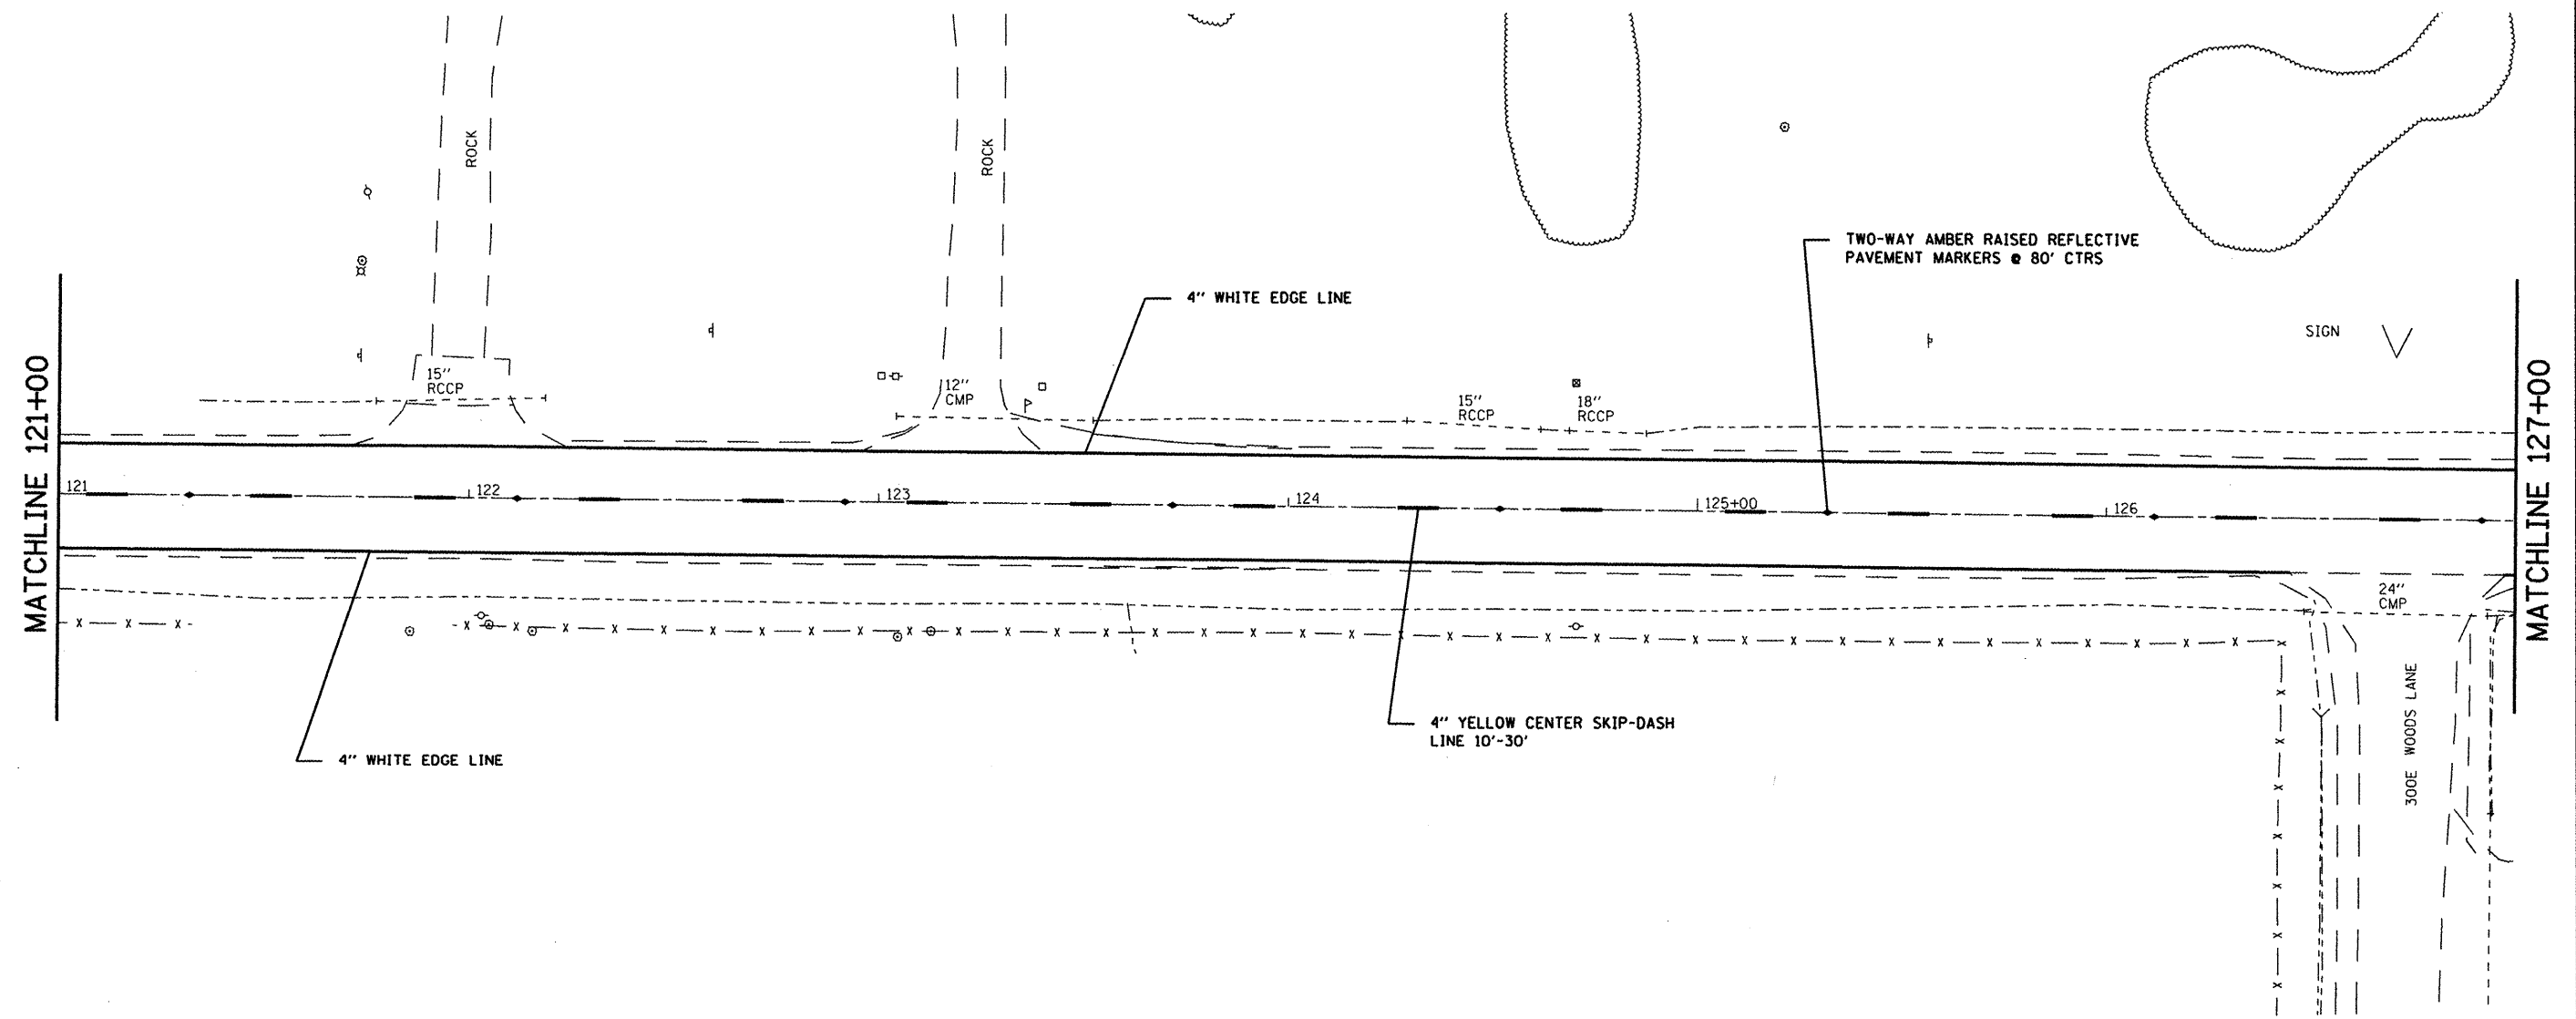 ROCK
ROCK
TWO-WAY AMBER RAISED REFLECTIVE
PAVEMENT MARKERS @ 80' CTRS
4" WHITE EDGE LINE
SIGN
15"
RCCP
12"
CMP
15"
RCCP
18"
RCCP
MATCHLINE 121+00
MATCHLINE 127+00
121
122
123
124
125+00
126
24"
CMP
300E WOODS LANE
4" YELLOW CENTER SKIP-DASH
LINE 10'-30'
4" WHITE EDGE LINE